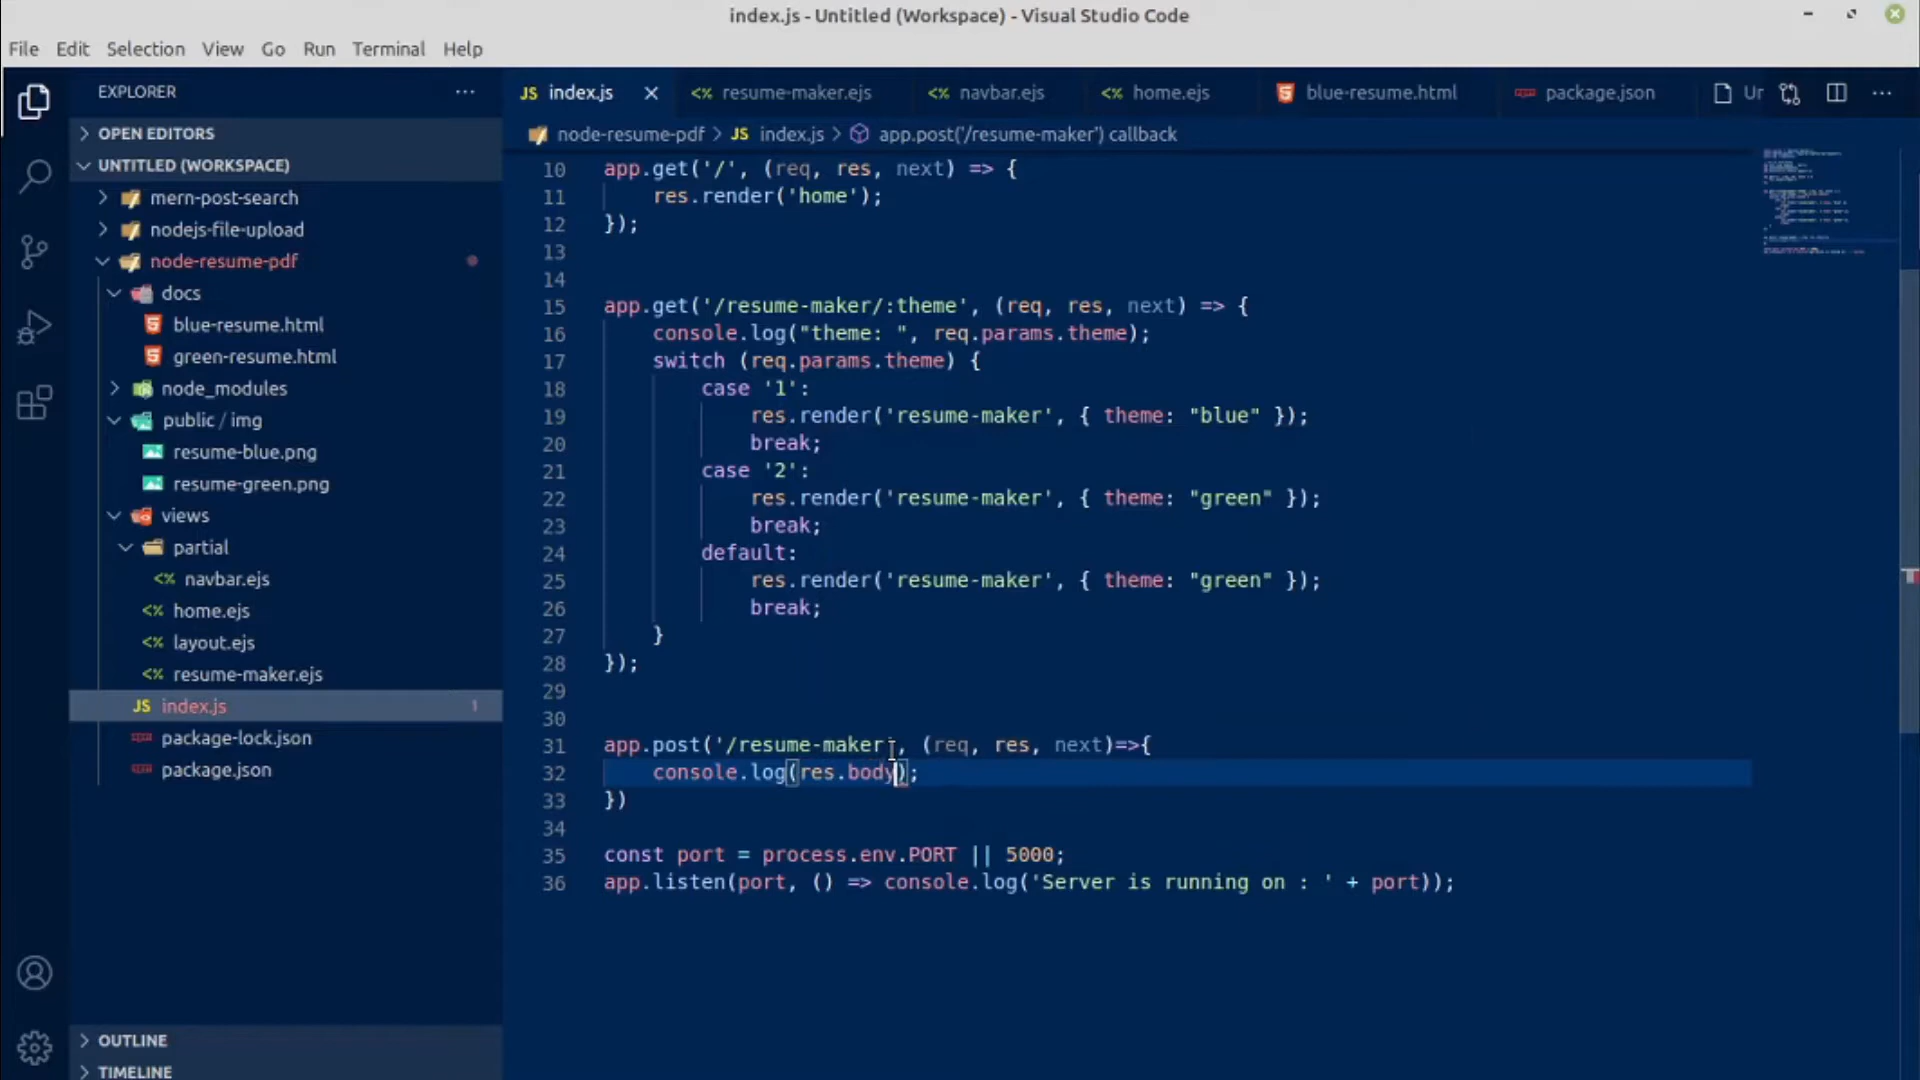 index.js - Untitled (Workspace) - Visual Studio Code
File Edit Selection View Go Run Terminal Help
EXPLORER
OPEN EDITORS
UNTITLED (WORKSPACE)
mern-post-search
nodejs-file-upload
node-resume-pdf
docs
blue-resume.html
green-resume.html
node_modules
public / img
resume-blue.png
resume-green.png
views
partial
navbar.ejs
home.ejs
layout.ejs
resume-maker.ejs
JS index.js 1
package-lock.json
package.json
OUTLINE
TIMELINE
JS index.js resume-maker.ejs navbar.ejs home.ejs blue-resume.html package.json Ur
node-resume-pdf > JS index.js > app.post('/resume-maker') callback
10 app.get('/', (req, res, next) => {
11 res.render('home');
12 });
13
14
15 app.get('/resume-maker/:theme', (req, res, next) => {
16 console.log("theme: ", req.params.theme);
17 switch (req.params.theme) {
18 case '1':
19 res.render('resume-maker', { theme: "blue" });
20 break;
21 case '2':
22 res.render('resume-maker', { theme: "green" });
23 break;
24 default:
25 res.render('resume-maker', { theme: "green" });
26 break;
27 }
28 });
29
30
31 app.post('/resume-maker', (req, res, next)=>{
32 console.log(res.body);
33 })
34
35 const port = process.env.PORT || 5000;
36 app.listen(port, () => console.log('Server is running on : ' + port));